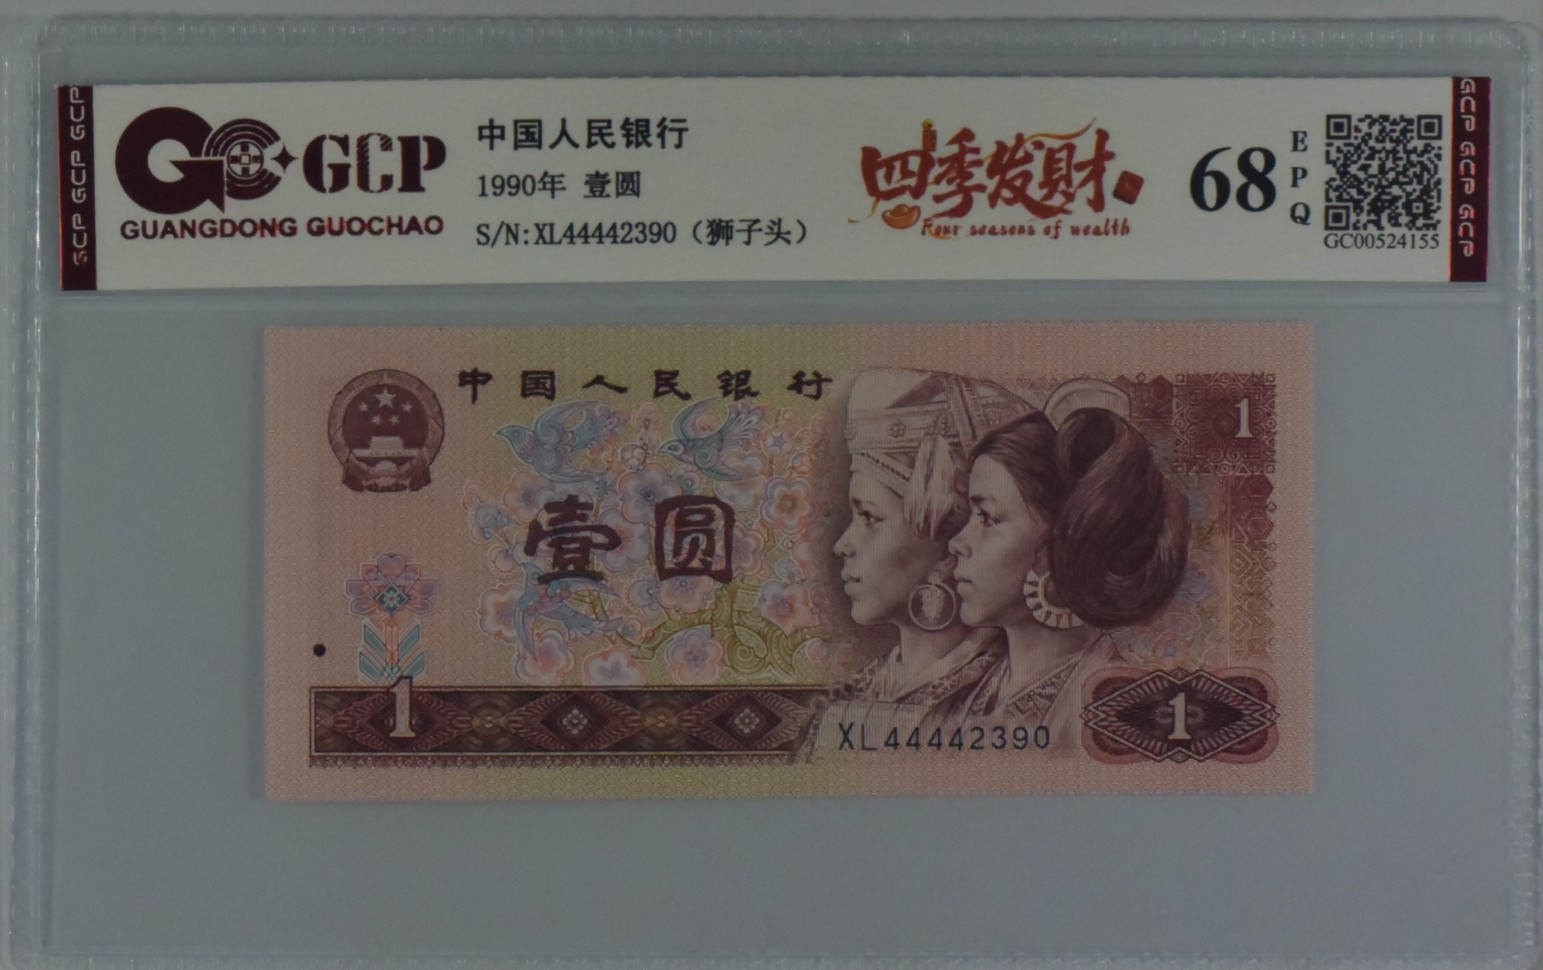 GCP GCP GCP
GCP
GUANGDONG GUOCHAO
中国人民银行
1990年 壹圆
S/N:XL44442390（狮子头）
四季发财
Four seasons of wealth
68
EPQ
GC00524155
GCP GCP GCP
中国人民银行
1
壹圆
1
XL44442390
1